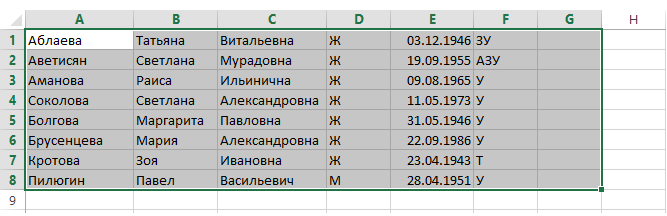 A B C D E F G H
1 Аблаева Татьяна Витальевна Ж 03.12.1946 ЗУ
2 Аветисян Светлана Мурадовна Ж 19.09.1955 АЗУ
3 Аманова Раиса Ильинична Ж 09.08.1965 У
4 Соколова Светлана Александровна Ж 11.05.1973 У
5 Болгова Маргарита Павловна Ж 31.05.1946 У
6 Брусенцева Мария Александровна Ж 22.09.1986 У
7 Кротова Зоя Ивановна Ж 23.04.1943 Т
8 Пилюгин Павел Васильевич М 28.04.1951 У
9